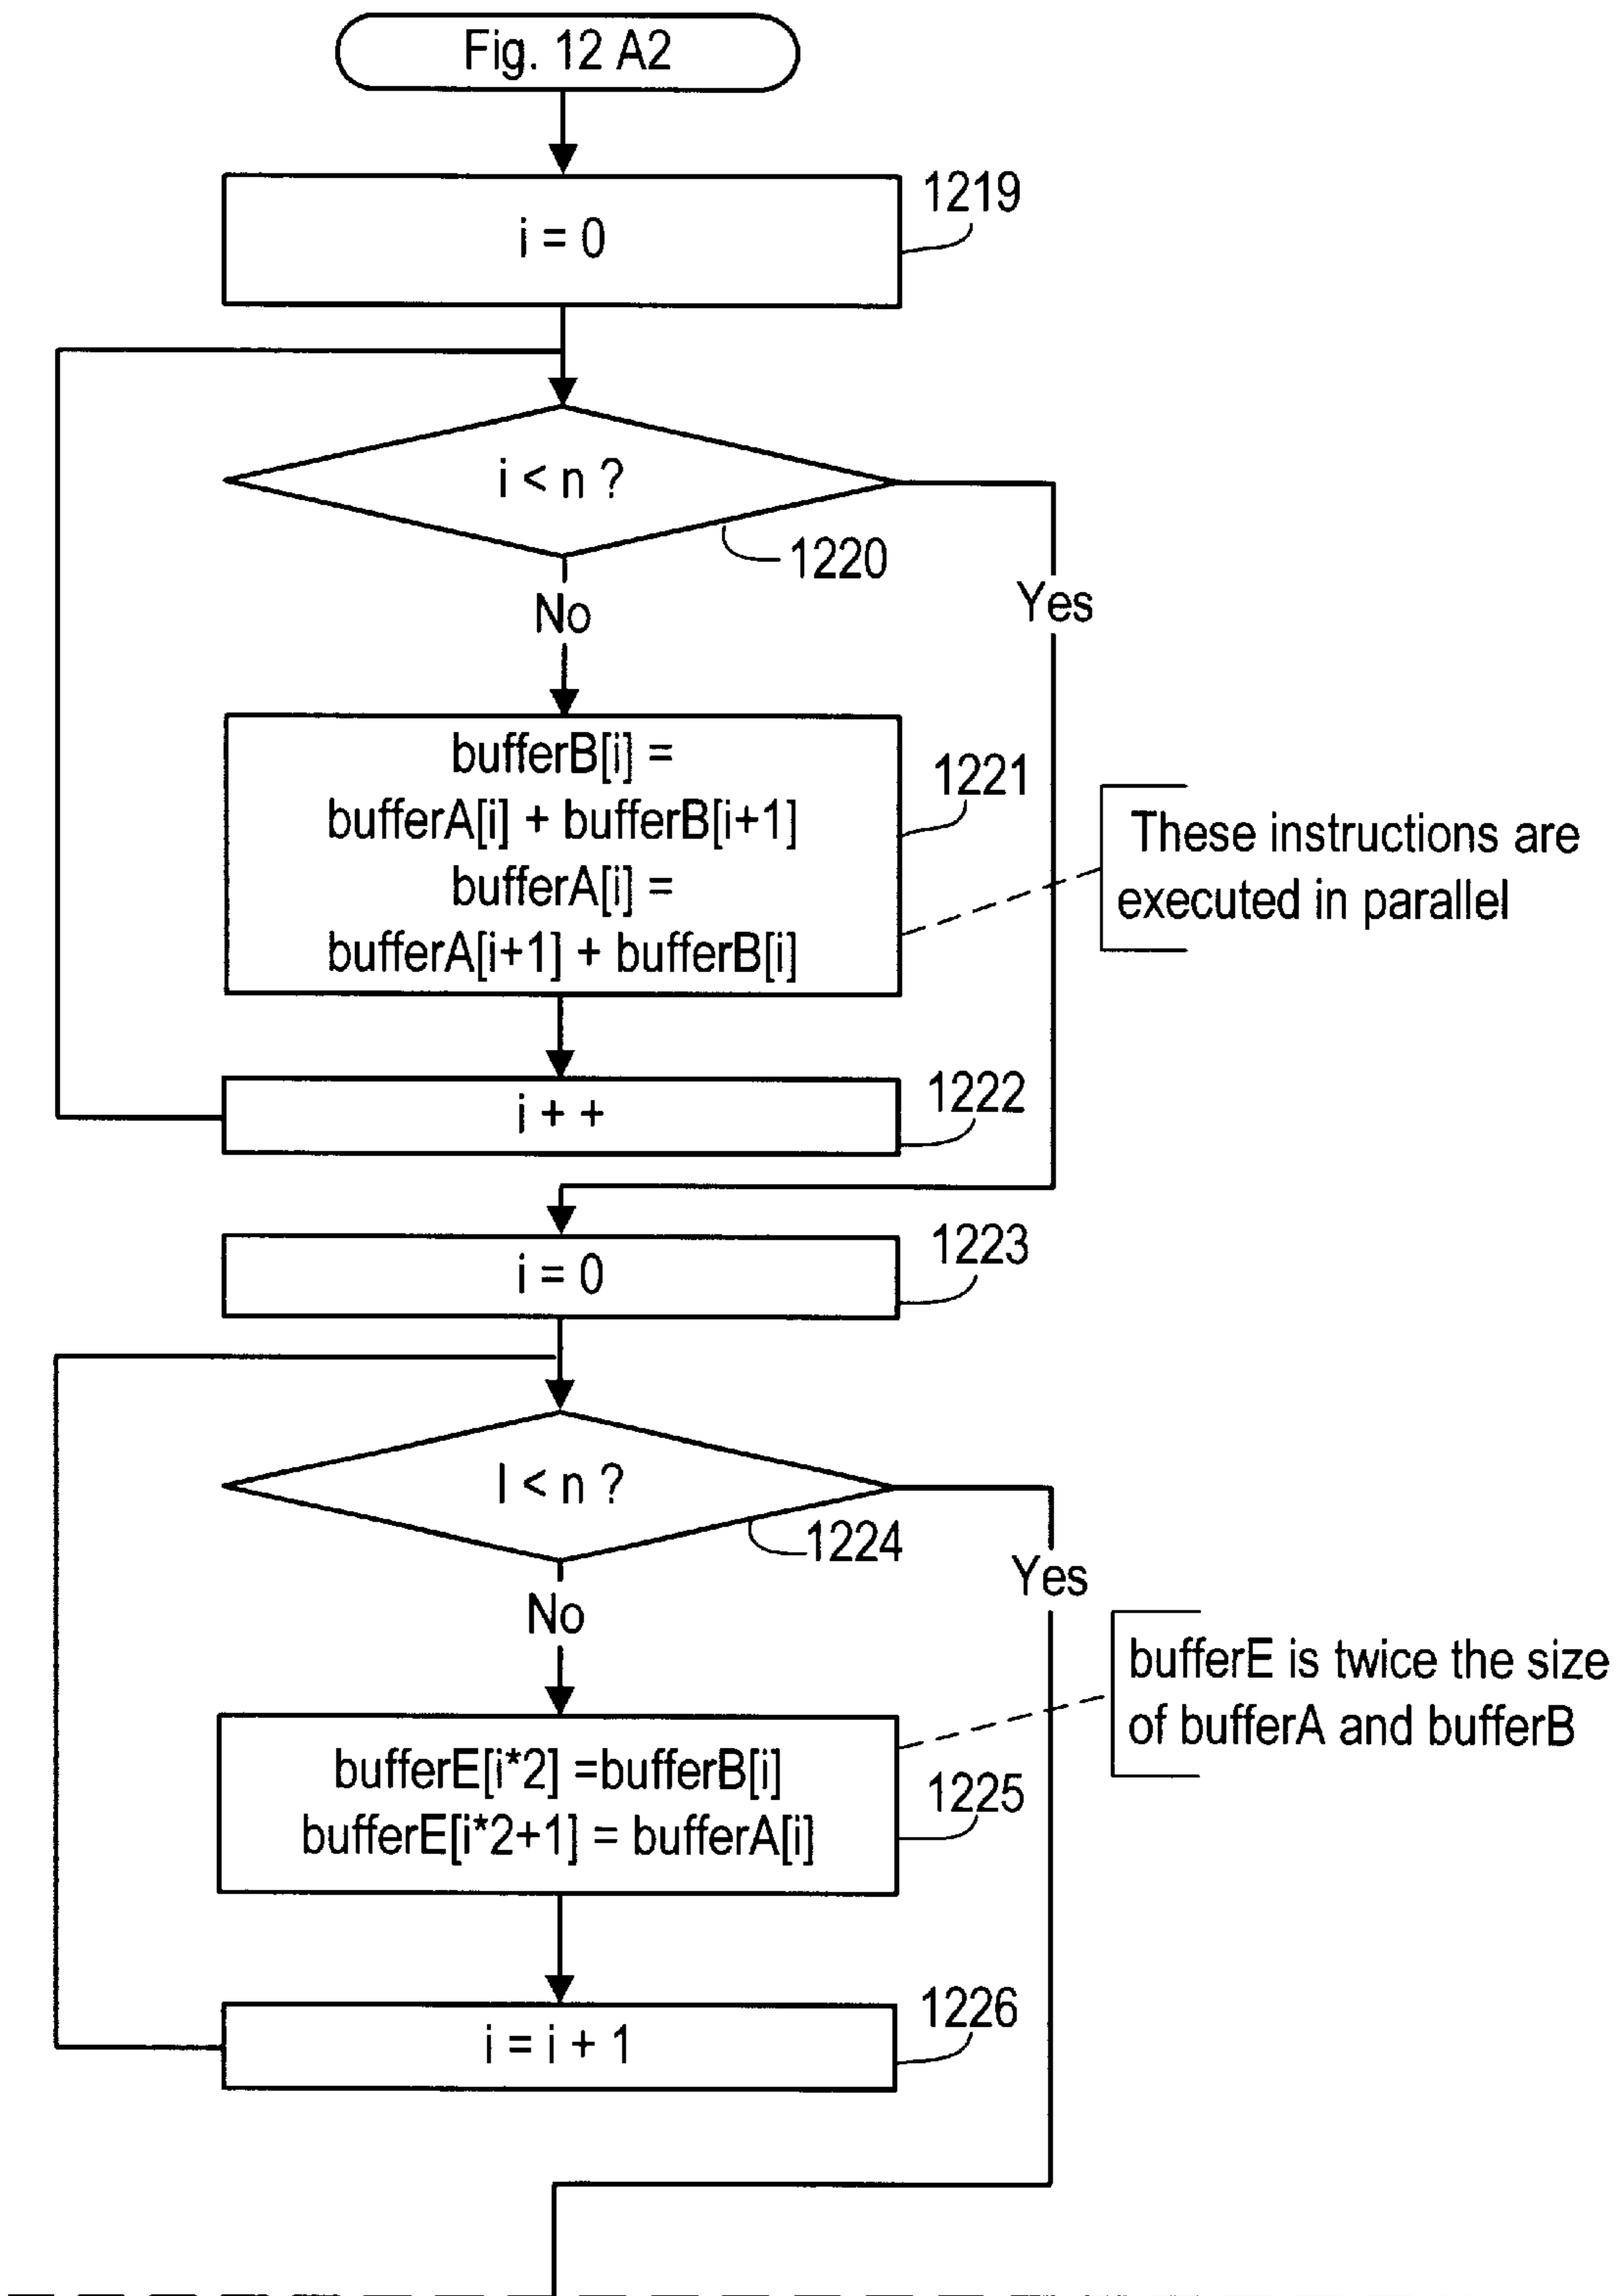 Fig. 12 A2
1219
i = 0
i < n ?
1220
No
Yes
bufferB[i] =
bufferA[i] + bufferB[i+1]
bufferA[i] =
bufferA[i+1] + bufferB[i]
1221
These instructions are
executed in parallel
i + +
1222
i = 0
1223
I < n ?
1224
No
Yes
bufferE is twice the size
of bufferA and bufferB
bufferE[i*2] =bufferB[i]
bufferE[i*2+1] = bufferA[i]
1225
i = i + 1
1226